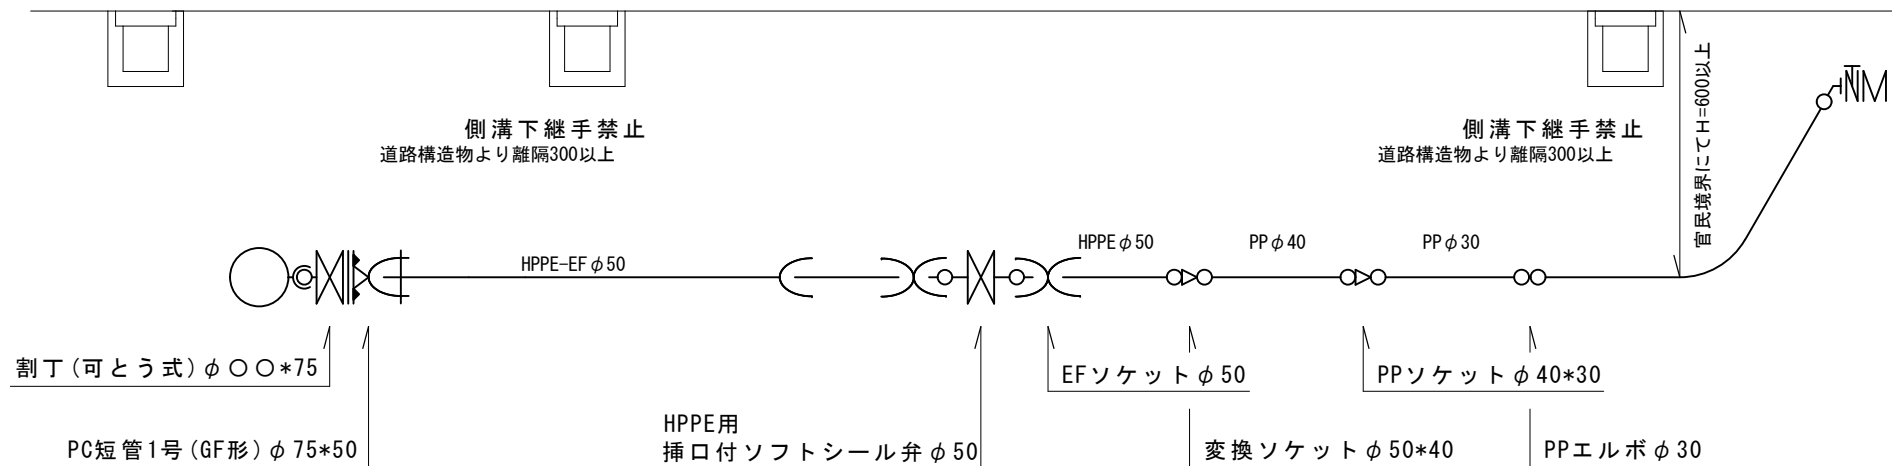 側溝下継手禁止
道路構造物より離隔300以上
側溝下継手禁止
道路構造物より離隔300以上
官民境界にてH=600以上
M
HPPE-EFφ50
HPPEφ50
PPφ40
PPφ30
割丁(可とう式)φ〇〇*75
EFソケットφ50
PPソケットφ40*30
PC短管1号(GF形)φ75*50
HPPE用
挿口付ソフトシール弁φ50
変換ソケットφ50*40
PPエルボφ30